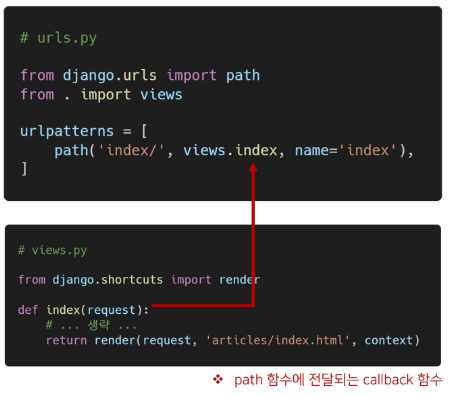 # urls.py
from django.urls import path
from . import views
urlpatterns = [
    path('index/', views.index, name='index'),
]
# views.py
from django.shortcuts import render
def index(request):
    # ... 생략 ...
    return render(request, 'articles/index.html', context)
❖ path 함수에 전달되는 callback 함수